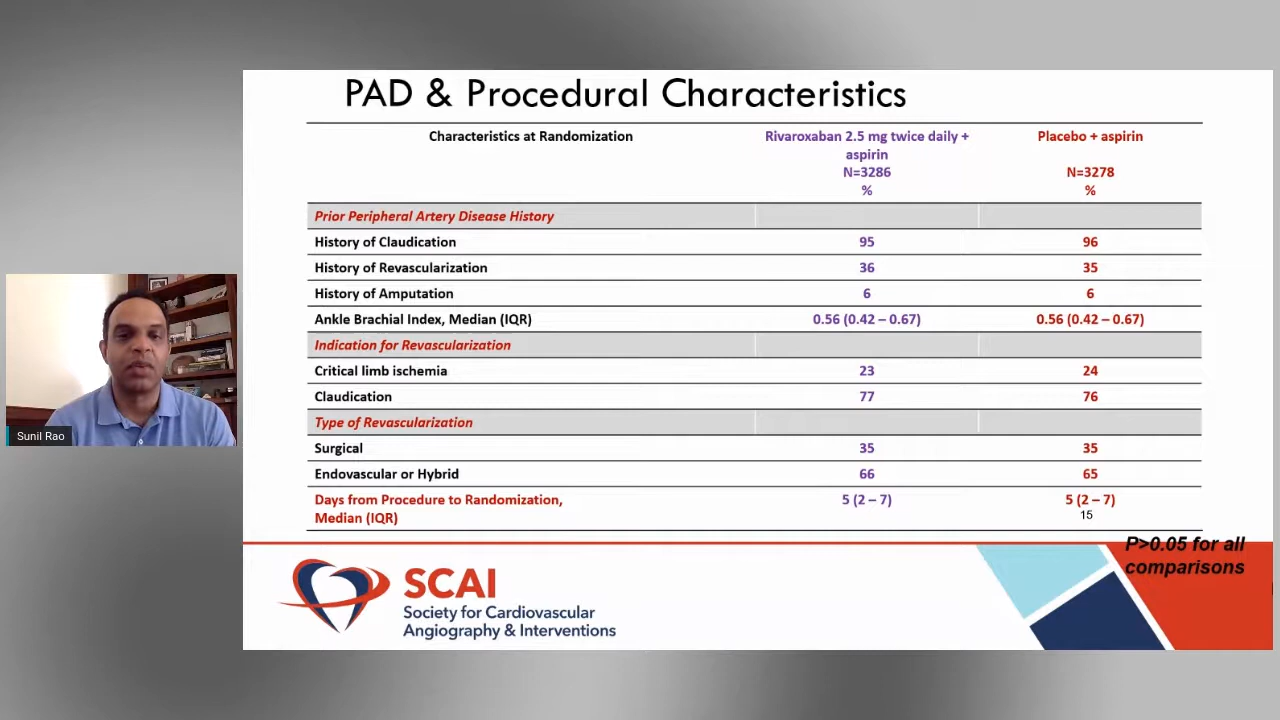 PAD & Procedural Characteristics
Characteristics at Randomization
Rivaroxaban 2.5 mg twice daily +
aspirin
N=3286
%
Placebo + aspirin
N=3278
%
Prior Peripheral Artery Disease History
History of Claudication 95 96
History of Revascularization 36 35
History of Amputation 6 6
Ankle Brachial Index, Median (IQR) 0.56 (0.42 – 0.67) 0.56 (0.42 – 0.67)
Indication for Revascularization
Critical limb ischemia 23 24
Claudication 77 76
Type of Revascularization
Surgical 35 35
Endovascular or Hybrid 66 65
Days from Procedure to Randomization, 5 (2 – 7) 5 (2 – 7)
Median (IQR)
15
P>0.05 for all
comparisons
SCAI
Society for Cardiovascular
Angiography & Interventions
Sunil Rao